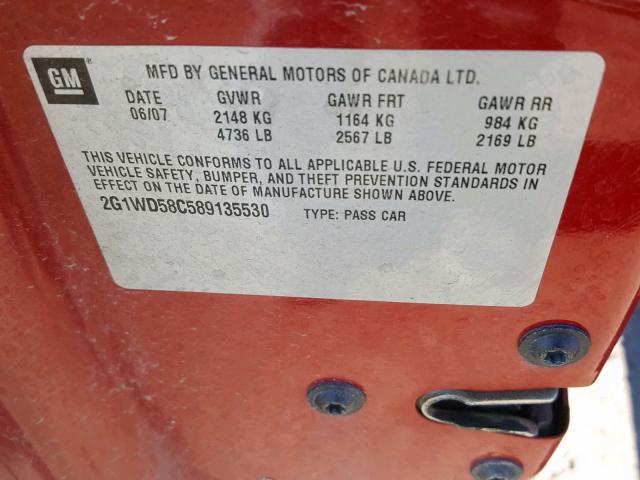 GM
MFD BY GENERAL MOTORS OF CANADA LTD.
DATE GVWR GAWR FRT GAWR RR
06/07 2148 KG 1164 KG 984 KG
4736 LB 2567 LB 2169 LB
THIS VEHICLE CONFORMS TO ALL APPLICABLE U.S. FEDERAL MOTOR
VEHICLE SAFETY, BUMPER, AND THEFT PREVENTION STANDARDS IN
EFFECT ON THE DATE OF MANUFACTURE SHOWN ABOVE.
2G1WD58C589135530 TYPE: PASS CAR